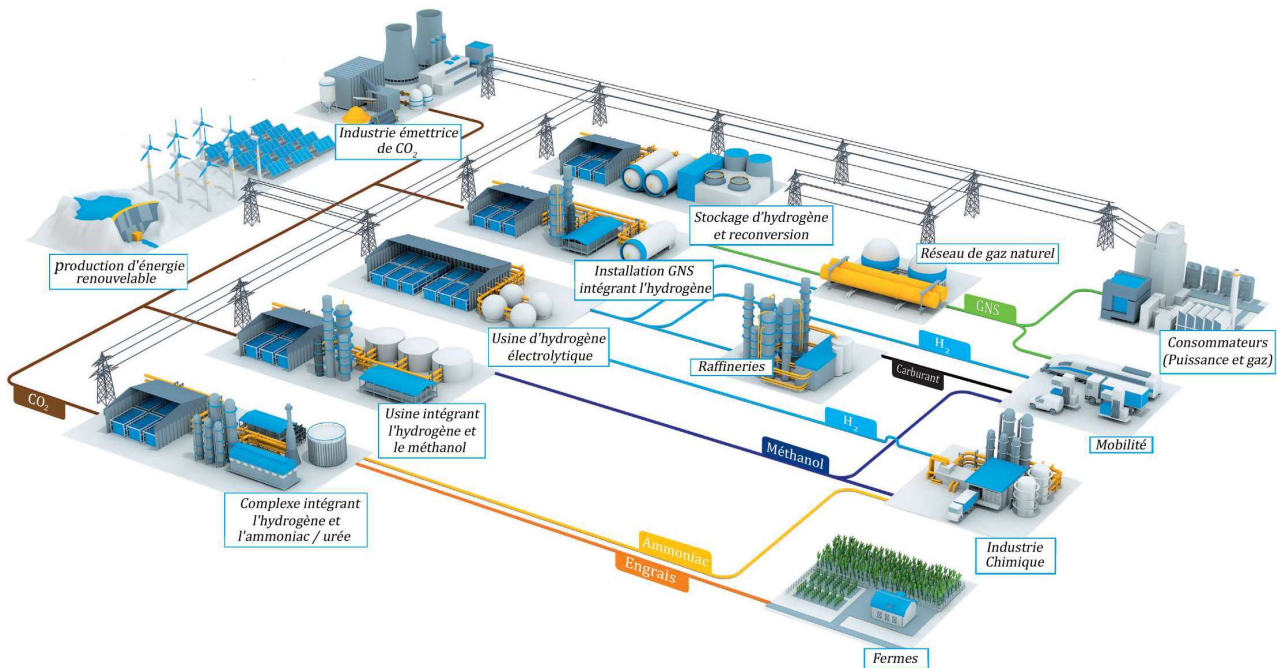 Industrie émettrice
de CO₂
production d'énergie
renouvelable
Stockage d'hydrogène
et reconversion
Réseau de gaz naturel
Installation GNS
intégrant l'hydrogène
GNS
Consommateurs
(Puissance et gaz)
Usine d'hydrogène
électrolytique
Raffineries
H₂
Carburant
Mobilité
CO₂
Usine intégrant
l'hydrogène et
le méthanol
H₂
Méthanol
Complexe intégrant
l'hydrogène et
l'ammoniac / urée
Industrie
Chimique
Ammoniac
Engrais
Fermes